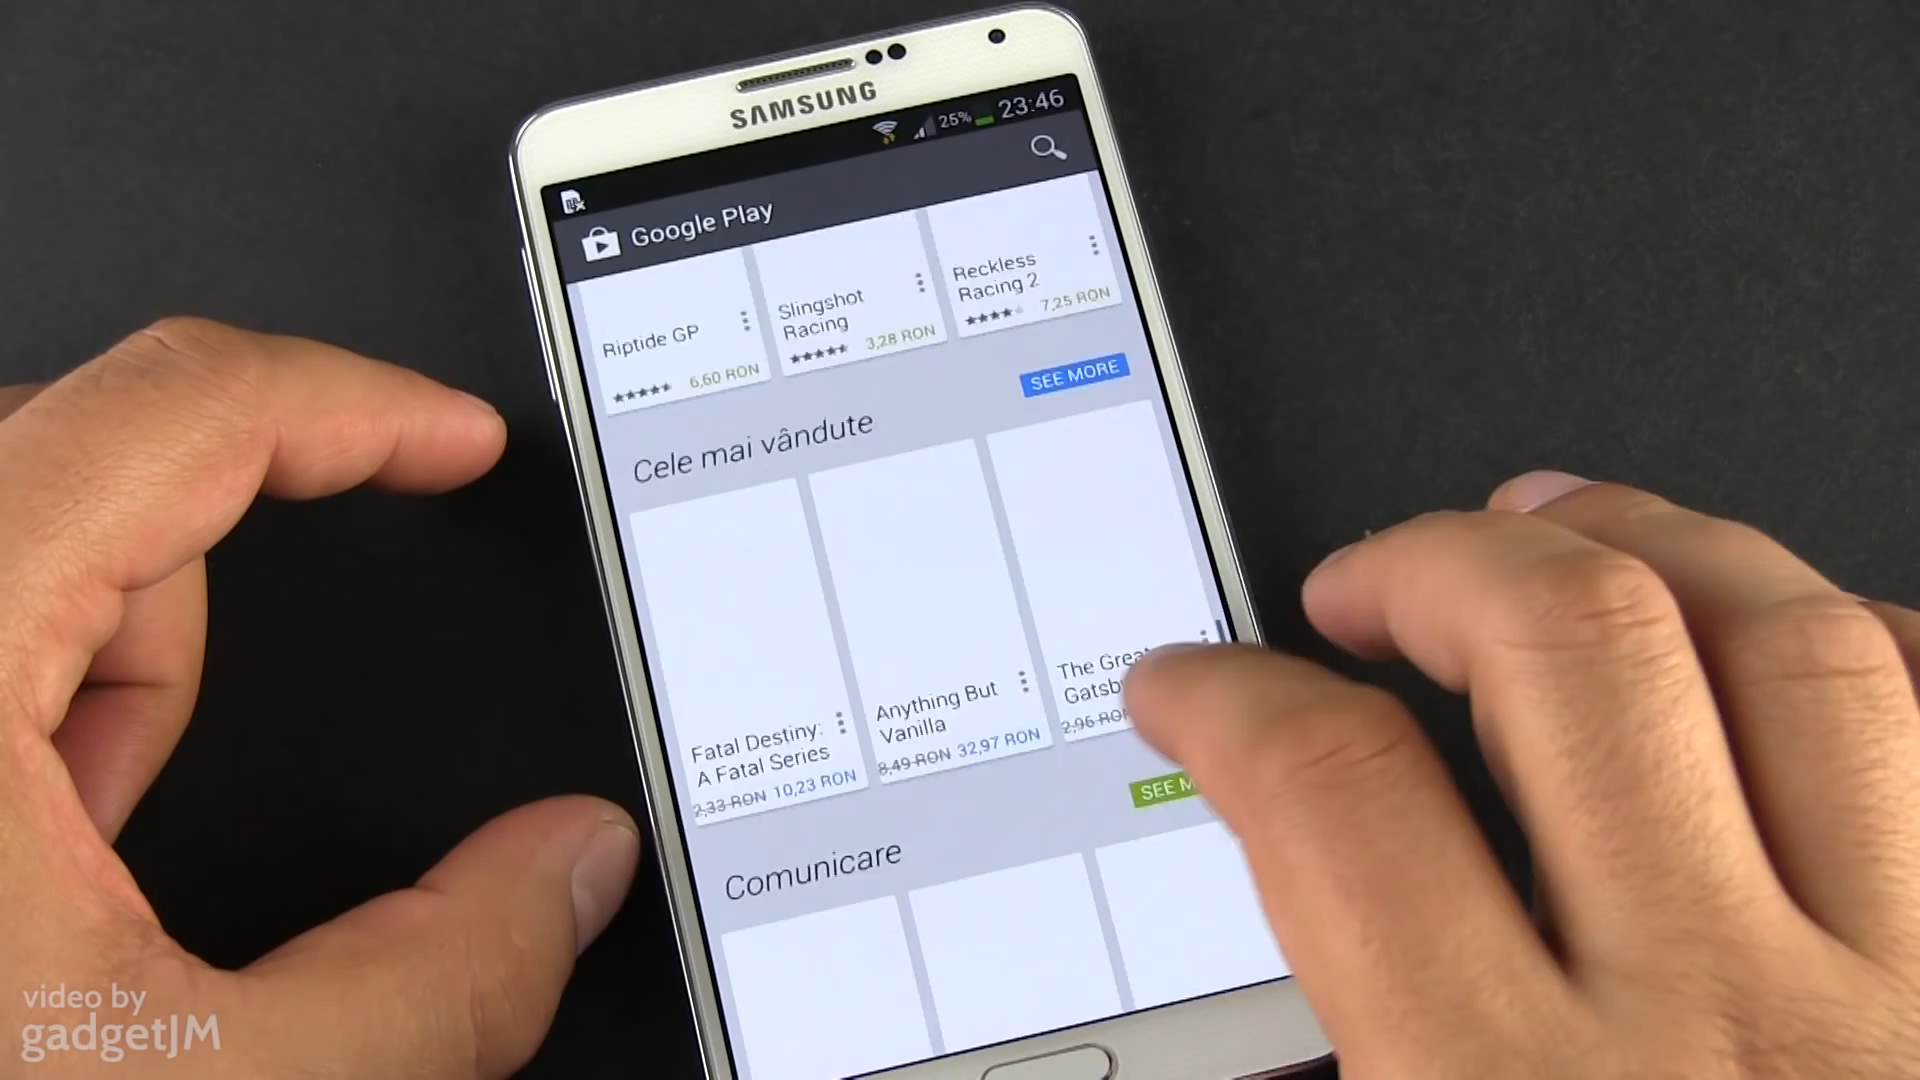 SAMSUNG
25% 23:46
Google Play
Riptide GP
6,60 RON
Slingshot
Racing
3,28 RON
Reckless
Racing 2
7,25 RON
SEE MORE
Cele mai vândute
Fatal Destiny:
A Fatal Series
2,33 RON 10,23 RON
Anything But
Vanilla
8,49 RON 32,97 RON
The Great
Gatsb
2,96 RON
SEE M
Comunicare
video by
gadgetJM